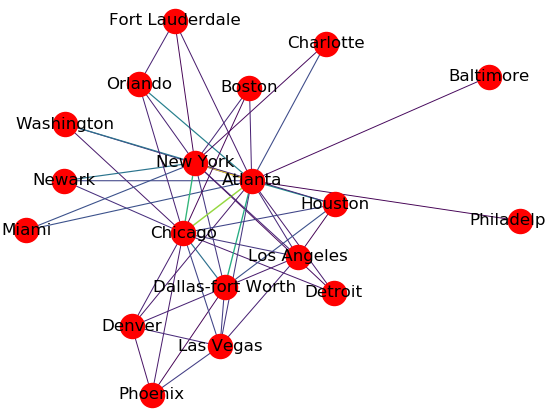 Fort Lauderdale
Charlotte
Orlando
Boston
Baltimore
Washington
New York
Newark
Atlanta
Houston
Philadelp
Miami
Chicago
Los Angeles
Dallas-fort Worth
Detroit
Denver
Las Vegas
Phoenix